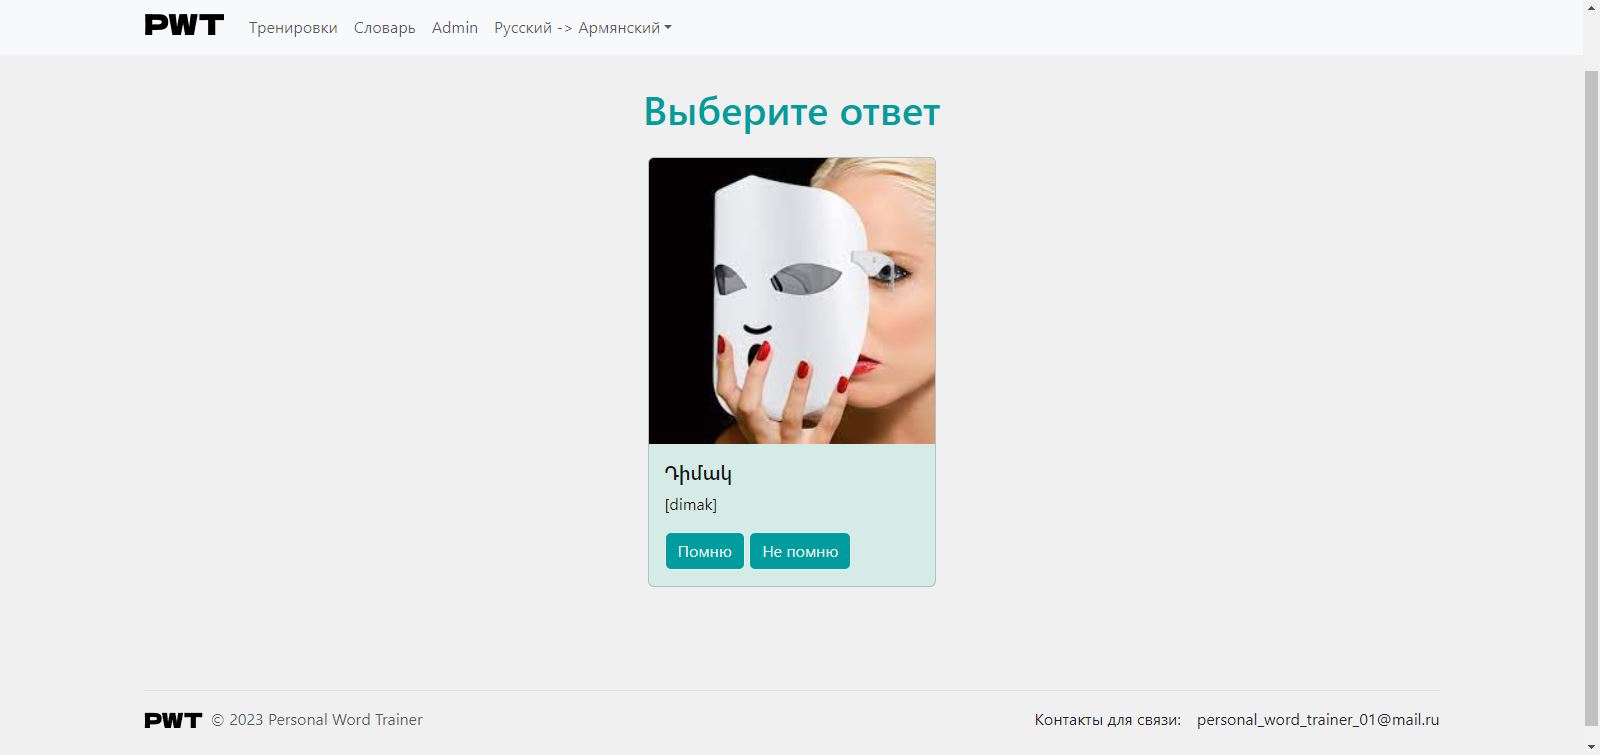 PWT Тренировки Словарь Admin Русский -> Армянский
Выберите ответ
Դիմակ
[dimak]
Помню Не помню
PWT © 2023 Personal Word Trainer Контакты для связи: personal_word_trainer_01@mail.ru